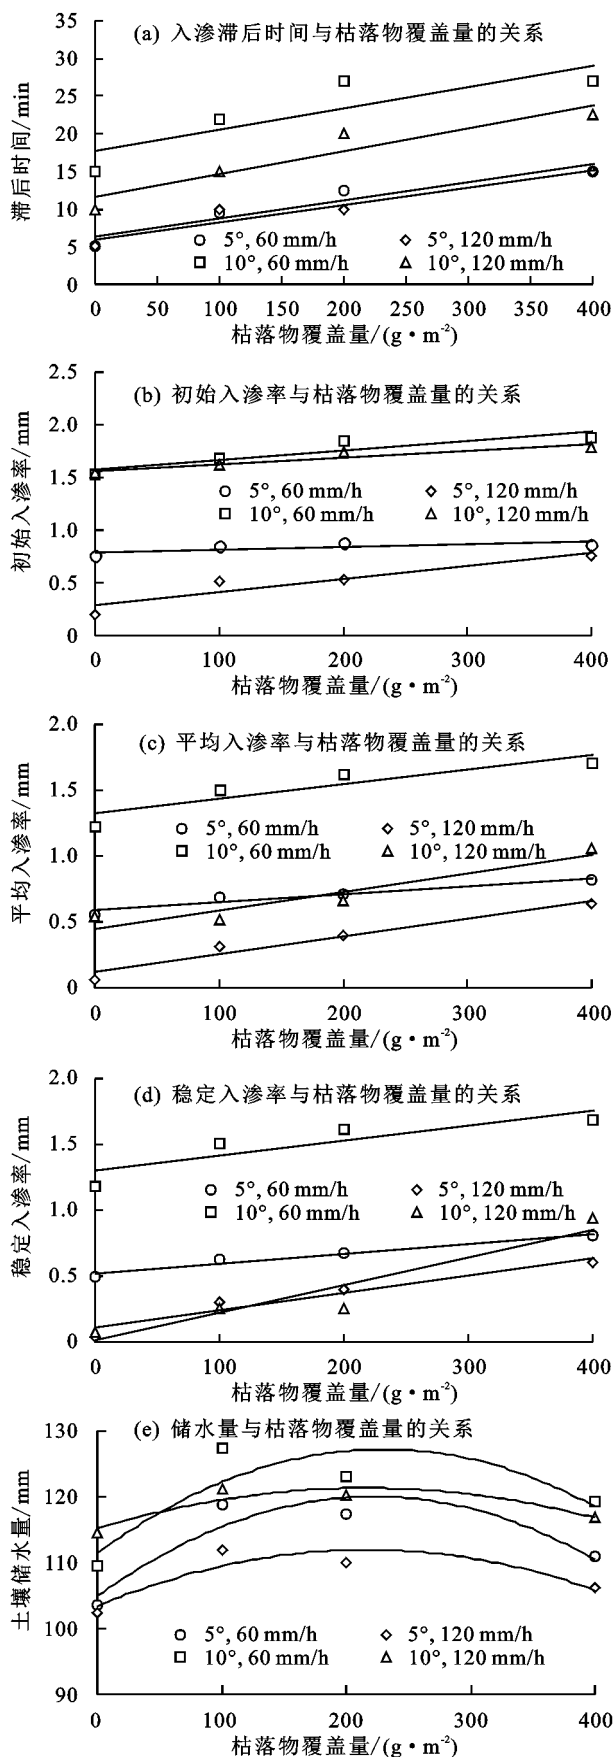 (a) 入渗滞后时间与枯落物覆盖量的关系
滞后时间/min
35
30
25
20
15
10
5
0
5°, 60 mm/h
5°, 120 mm/h
10°, 60 mm/h
10°, 120 mm/h
0 50 100 150 200 250 300 350 400
枯落物覆盖量/(g·m⁻²)
(b) 初始入渗率与枯落物覆盖量的关系
初始入渗率/mm
2.5
2.0
1.5
1.0
0.5
0
5°, 60 mm/h
5°, 120 mm/h
10°, 60 mm/h
10°, 120 mm/h
0 100 200 300 400
枯落物覆盖量/(g·m⁻²)
(c) 平均入渗率与枯落物覆盖量的关系
平均入渗率/mm
2.0
1.5
1.0
0.5
0
5°, 60 mm/h
5°, 120 mm/h
10°, 60 mm/h
10°, 120 mm/h
0 100 200 300 400
枯落物覆盖量/(g·m⁻²)
(d) 稳定入渗率与枯落物覆盖量的关系
稳定入渗率/mm
2.0
1.5
1.0
0.5
0
5°, 60 mm/h
5°, 120 mm/h
10°, 60 mm/h
10°, 120 mm/h
0 100 200 300 400
枯落物覆盖量/(g·m⁻²)
(e) 储水量与枯落物覆盖量的关系
土壤储水量/mm
130
120
110
100
90
5°, 60 mm/h
5°, 120 mm/h
10°, 60 mm/h
10°, 120 mm/h
0 100 200 300 400
枯落物覆盖量/(g·m⁻²)